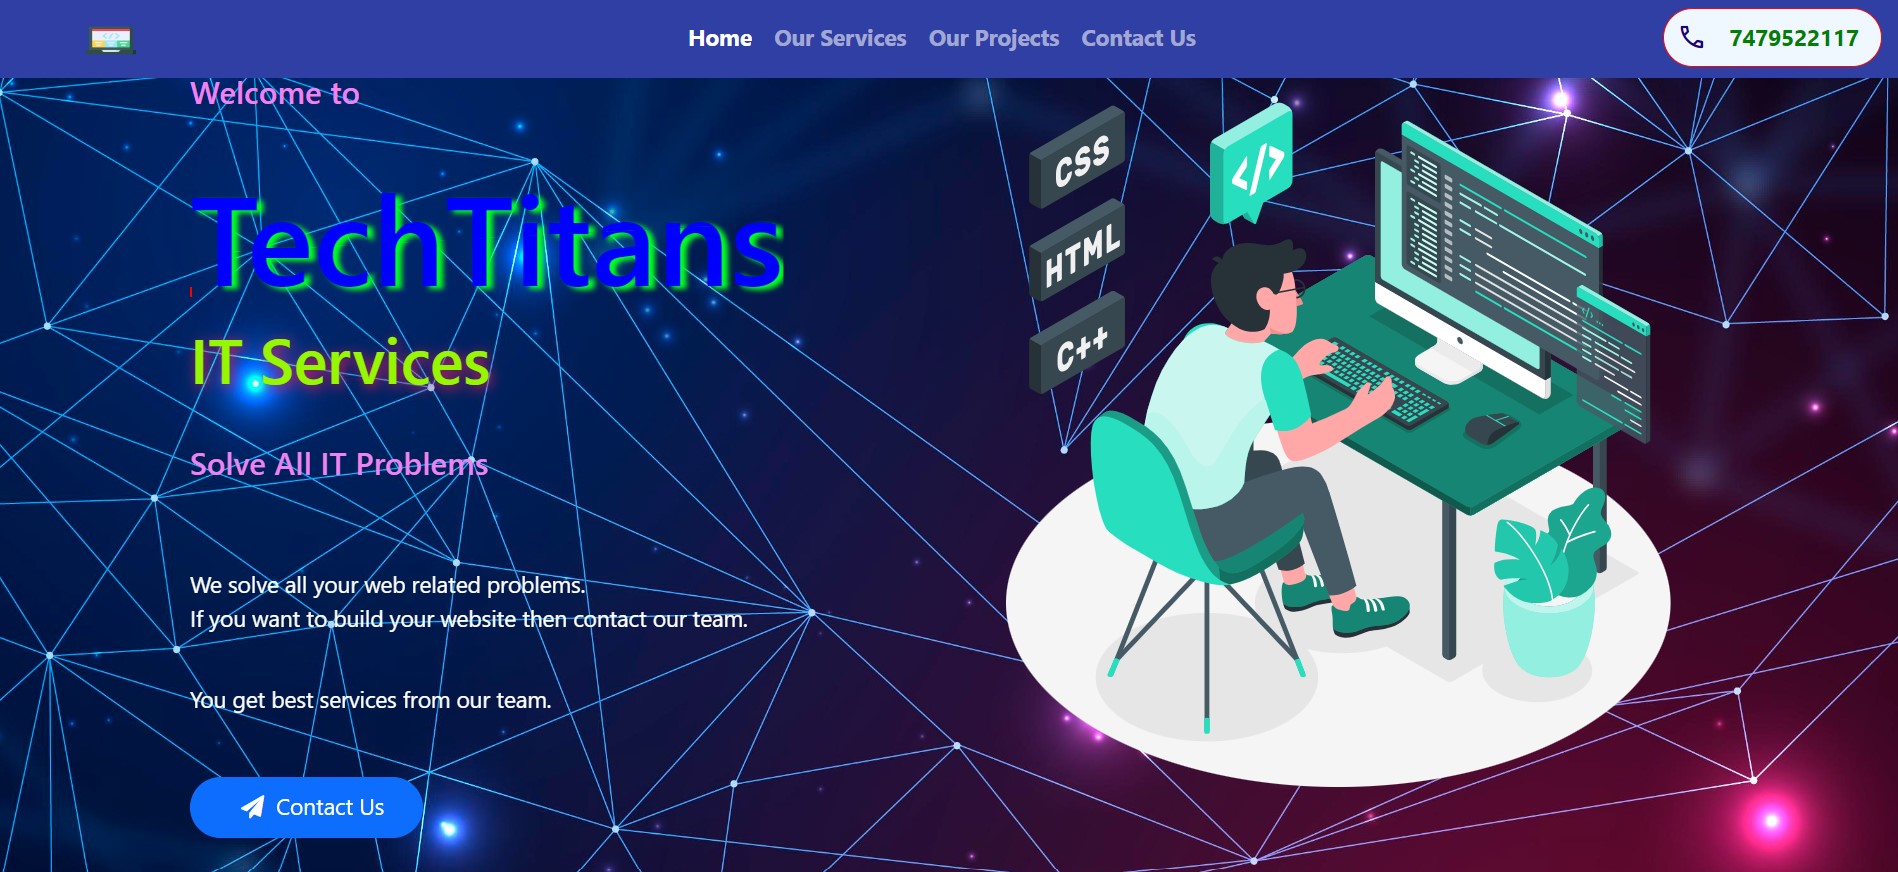 Home Our Services Our Projects Contact Us 7479522117
Welcome to
TechTitans
IT Services
Solve All IT Problems
We solve all your web related problems.
If you want to build your website then contact our team.
You get best services from our team.
Contact Us
CSS
</>
HTML
C++
</>